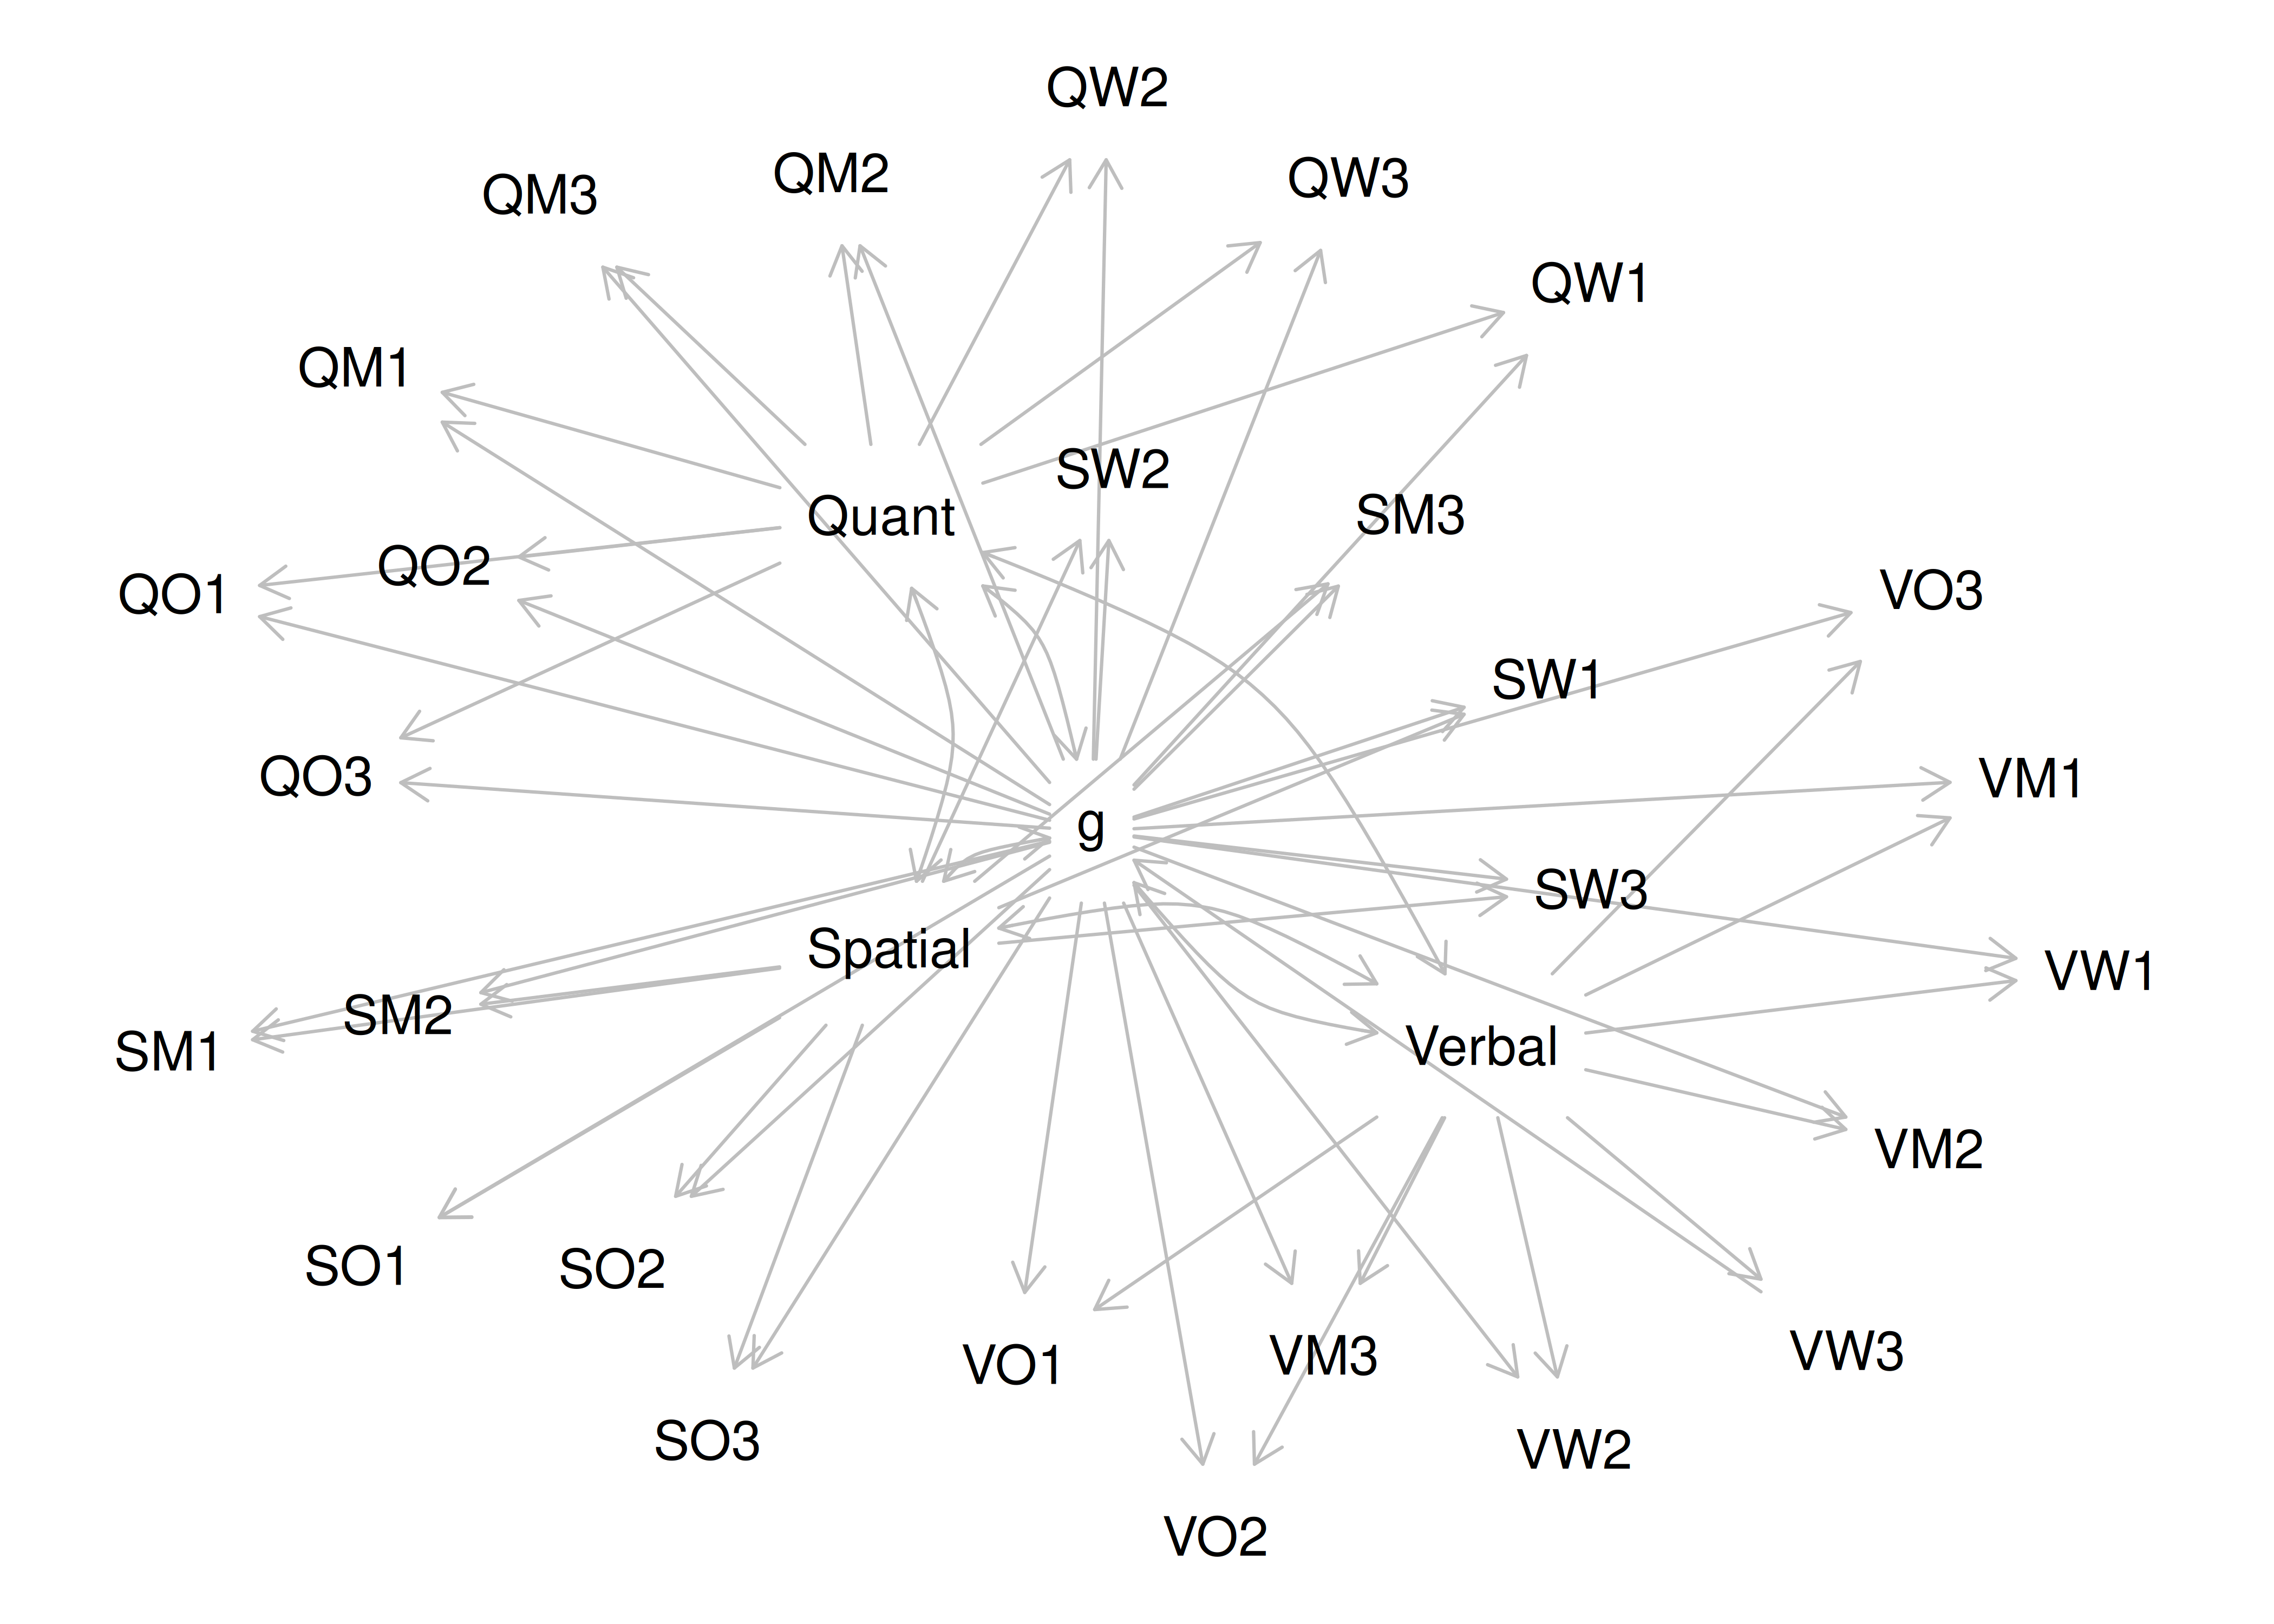 QW2
QM2
QW3
QM3
QW1
QM1
SW2
SM3
Quant
QO2
QO1
VO3
SW1
QO3
VM1
g
SW3
Spatial
VW1
SM2
Verbal
SM1
VM2
SO1
SO2
VO1
VM3
VW3
SO3
VW2
VO2